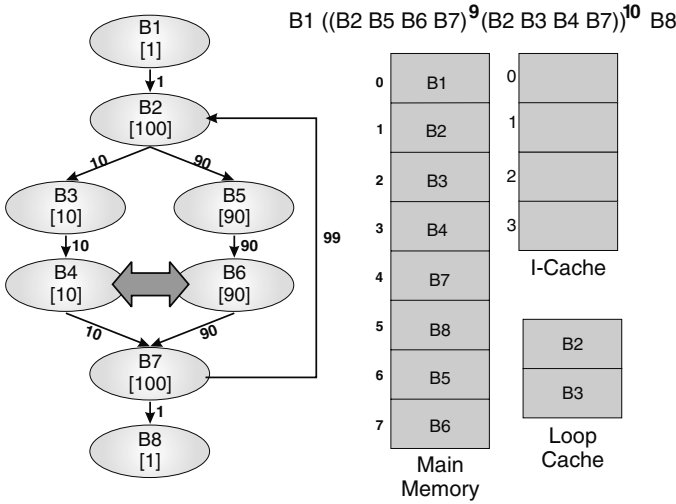 B1 ((B2 B5 B6 B7)^9 (B2 B3 B4 B7))^10 B8
B1
[1]
1
B2
[100]
10
90
B3
[10]
B5
[90]
10
90
99
B4
[10]
B6
[90]
10
90
B7
[100]
1
B8
[1]
0 B1
1 B2
2 B3
3 B4
4 B7
5 B8
6 B5
7 B6
Main
Memory
0
1
2
3
I-Cache
B2
B3
Loop
Cache